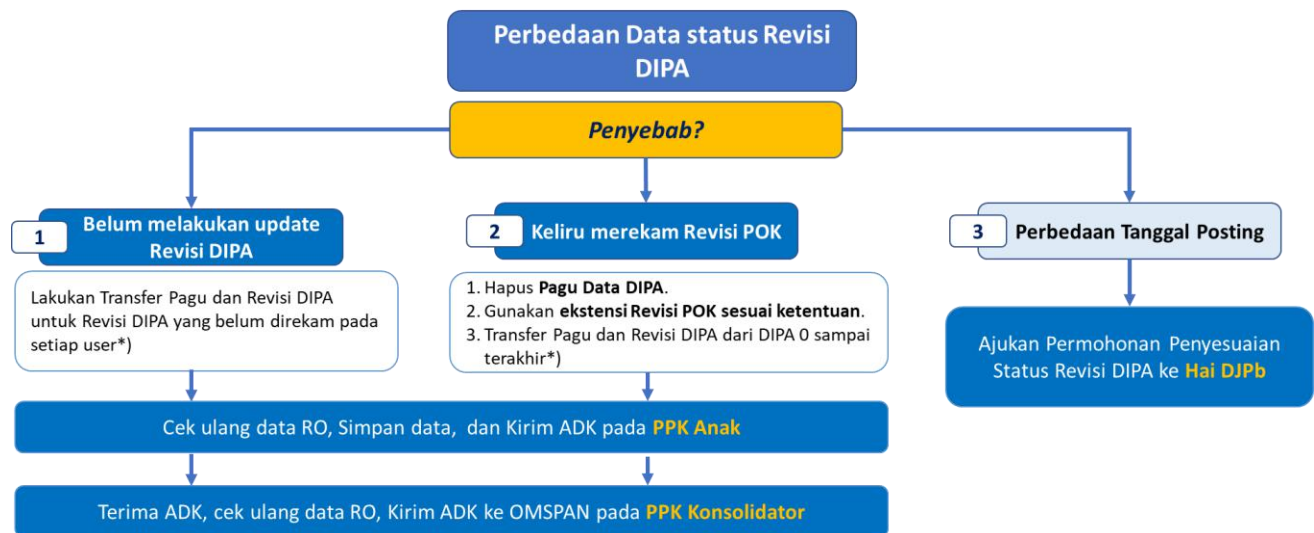 Perbedaan Data status Revisi
DIPA
Penyebab?
1
Belum melakukan update
Revisi DIPA
Lakukan Transfer Pagu dan Revisi DIPA
untuk Revisi DIPA yang belum direkam pada
setiap user*)
2
Keliru merekam Revisi POK
1. Hapus Pagu Data DIPA.
2. Gunakan ekstensi Revisi POK sesuai ketentuan.
3. Transfer Pagu dan Revisi DIPA dari DIPA 0 sampai
terakhir*)
3
Perbedaan Tanggal Posting
Ajukan Permohonan Penyesuaian
Status Revisi DIPA ke Hai DJPb
Cek ulang data RO, Simpan data, dan Kirim ADK pada PPK Anak
Terima ADK, cek ulang data RO, Kirim ADK ke OMSPAN pada PPK Konsolidator